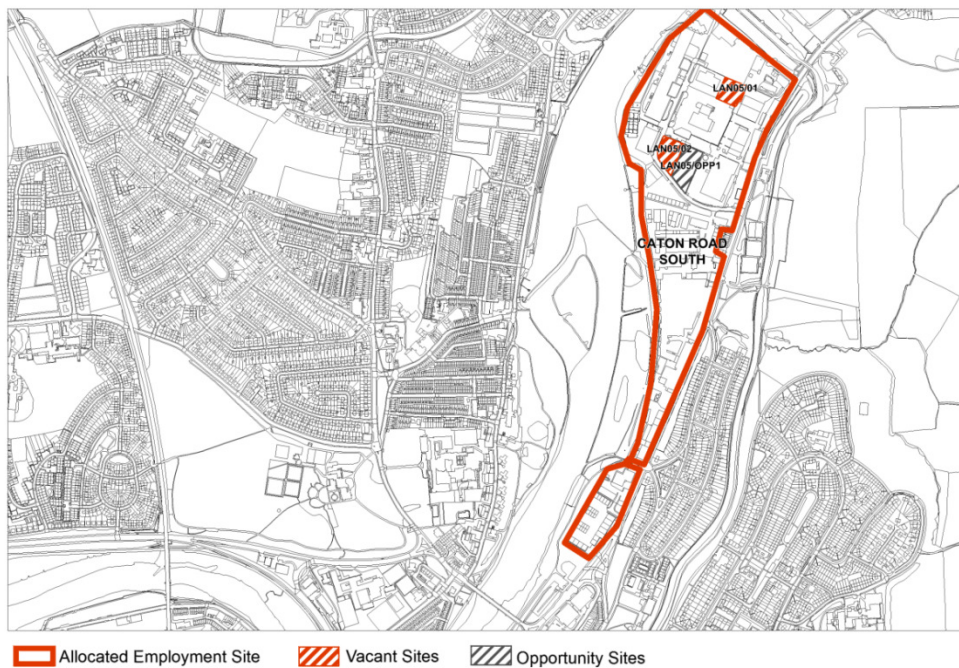 LAN05/01
LAN05/02
LAN05/OPP1
CATON ROAD
SOUTH
Allocated Employment Site
Vacant Sites
Opportunity Sites